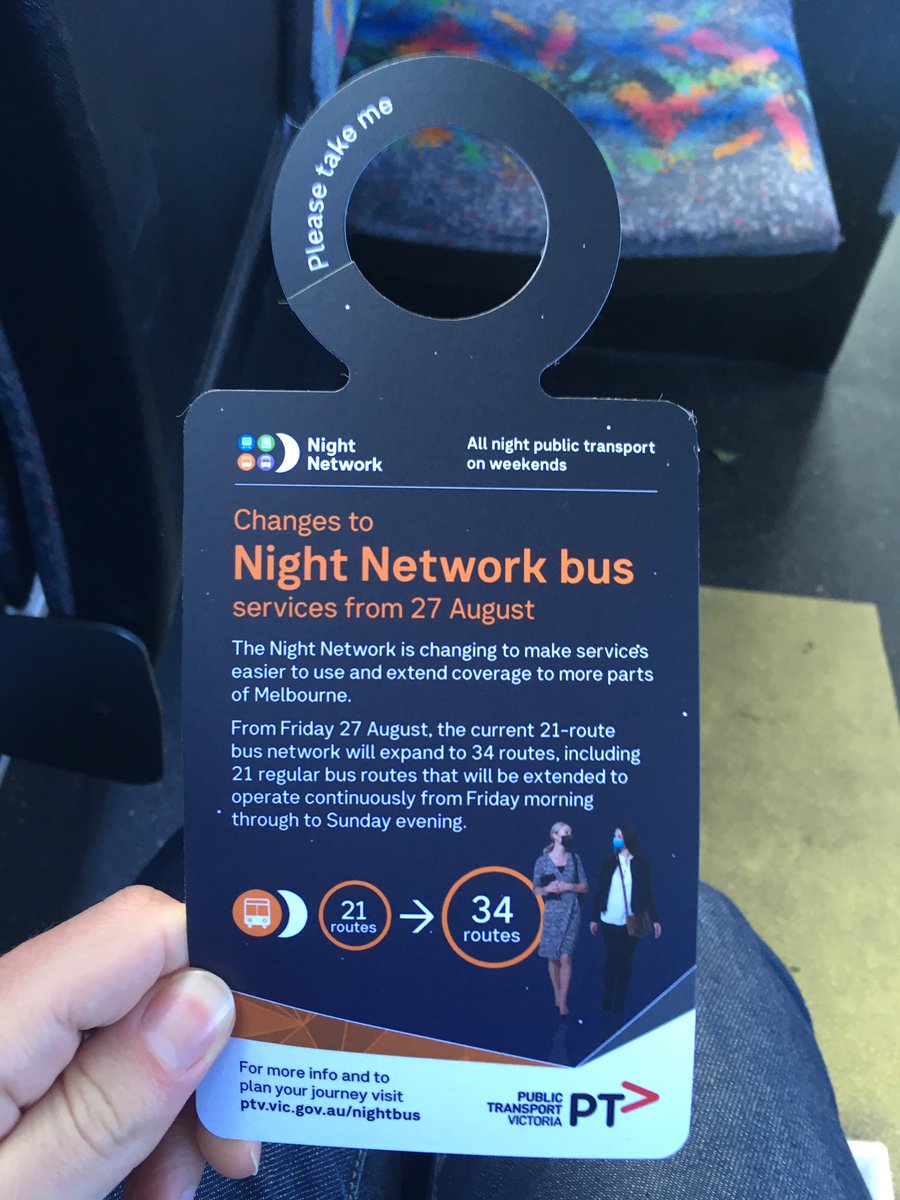 Please take me
Night
Network
All night public transport
on weekends
Changes to
Night Network bus
services from 27 August
The Night Network is changing to make services
easier to use and extend coverage to more parts
of Melbourne.
From Friday 27 August, the current 21-route
bus network will expand to 34 routes, including
21 regular bus routes that will be extended to
operate continuously from Friday morning
through to Sunday evening.
21
routes
34
routes
For more info and to
plan your journey visit
ptv.vic.gov.au/nightbus
PUBLIC
TRANSPORT
VICTORIA
PT